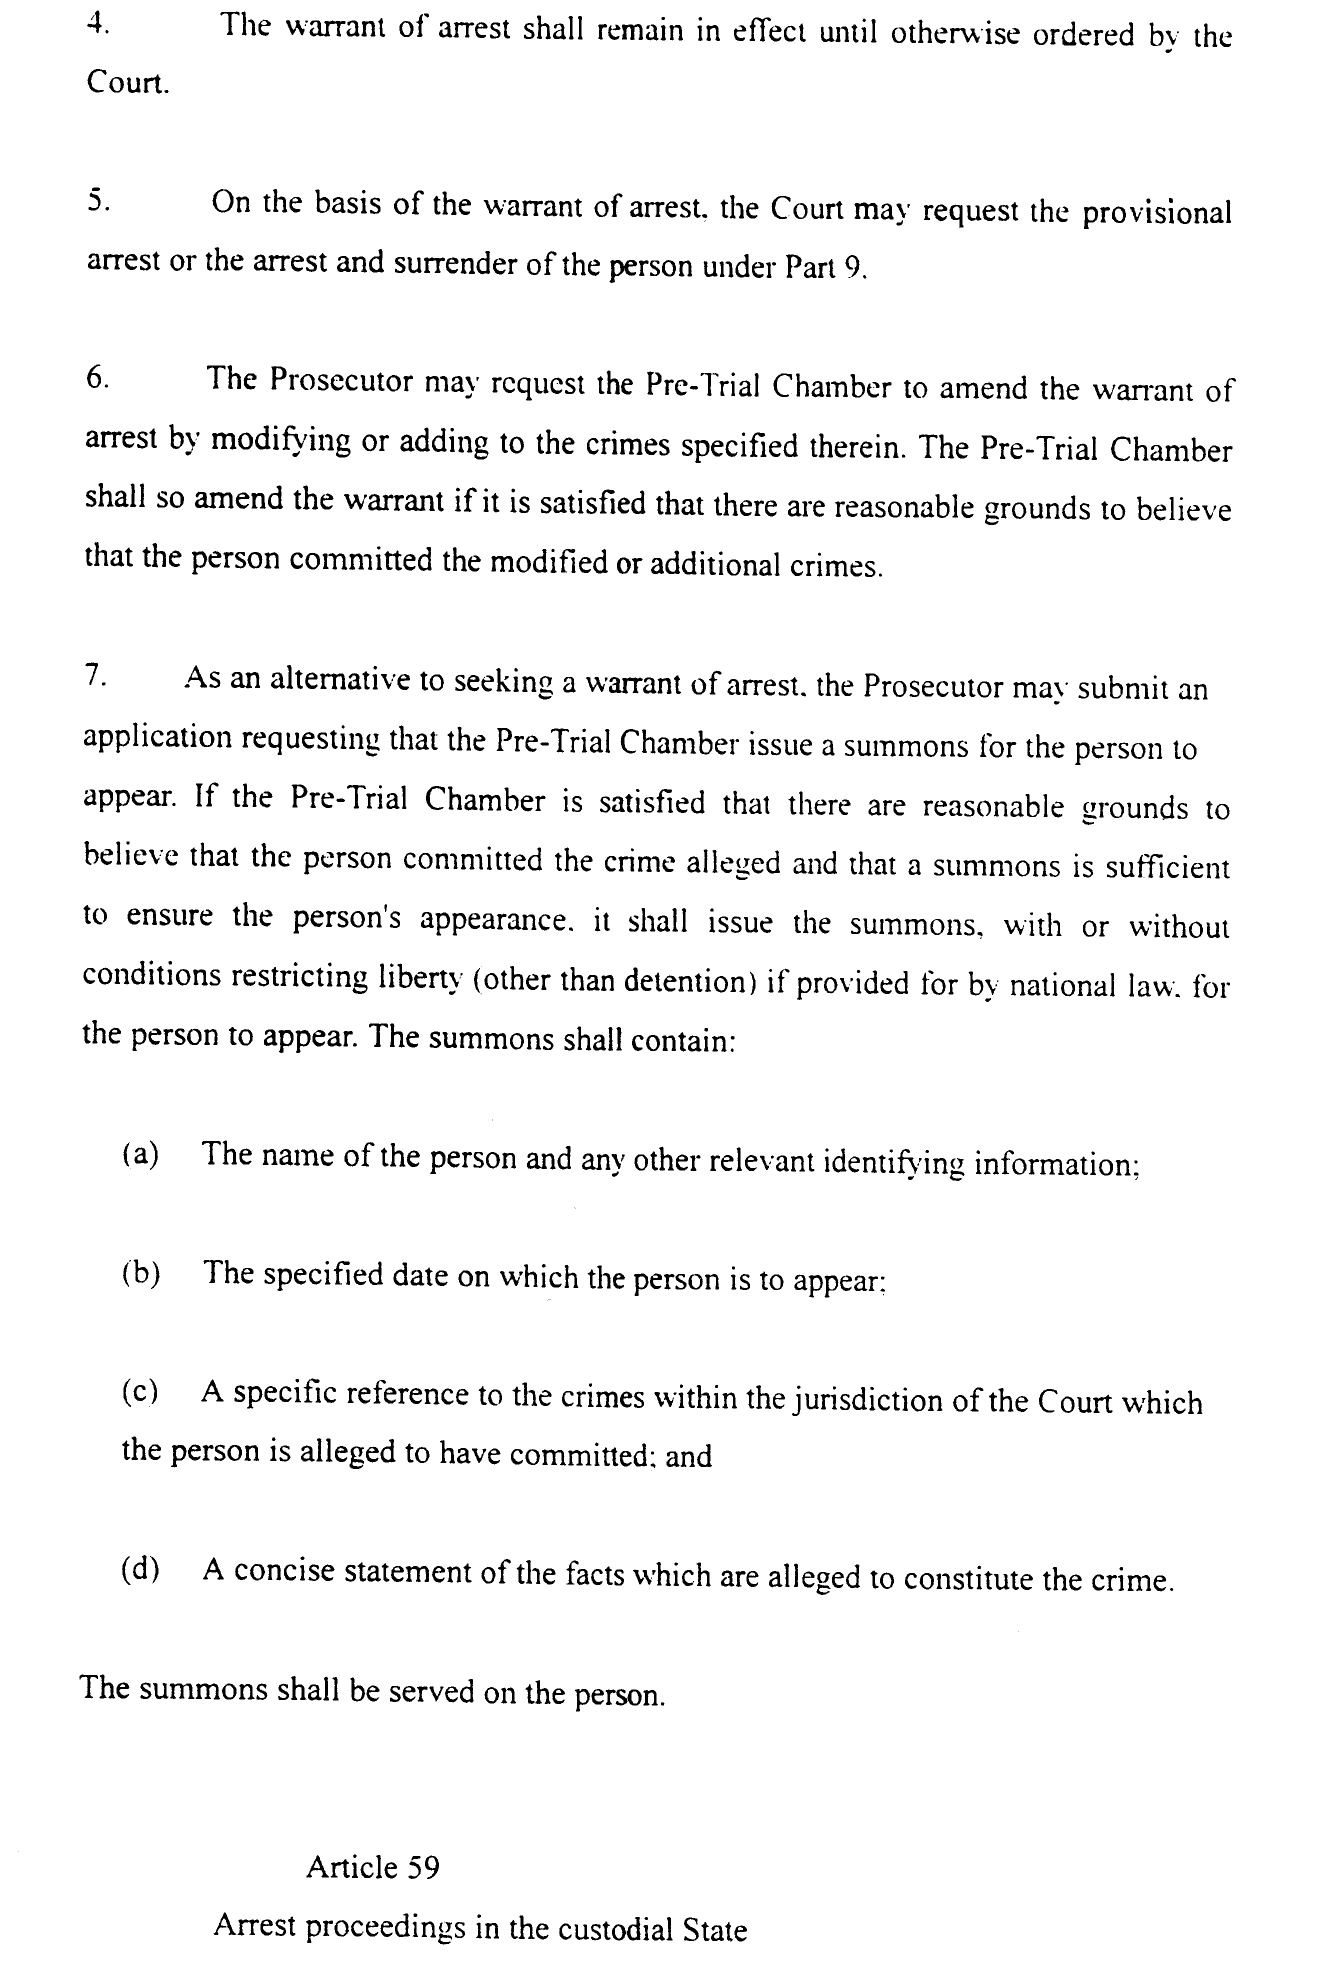 4. The warrant of arrest shall remain in effect until otherwise ordered by the
Court.
5. On the basis of the warrant of arrest, the Court may request the provisional
arrest or the arrest and surrender of the person under Part 9.
6. The Prosecutor may request the Pre-Trial Chamber to amend the warrant of
arrest by modifying or adding to the crimes specified therein. The Pre-Trial Chamber
shall so amend the warrant if it is satisfied that there are reasonable grounds to believe
that the person committed the modified or additional crimes.
7. As an alternative to seeking a warrant of arrest, the Prosecutor may submit an
application requesting that the Pre-Trial Chamber issue a summons for the person to
appear. If the Pre-Trial Chamber is satisfied that there are reasonable grounds to
believe that the person committed the crime alleged and that a summons is sufficient
to ensure the person's appearance, it shall issue the summons, with or without
conditions restricting liberty (other than detention) if provided for by national law, for
the person to appear. The summons shall contain:
(a) The name of the person and any other relevant identifying information;
(b) The specified date on which the person is to appear;
(c) A specific reference to the crimes within the jurisdiction of the Court which
the person is alleged to have committed; and
(d) A concise statement of the facts which are alleged to constitute the crime.
The summons shall be served on the person.
Article 59
Arrest proceedings in the custodial State